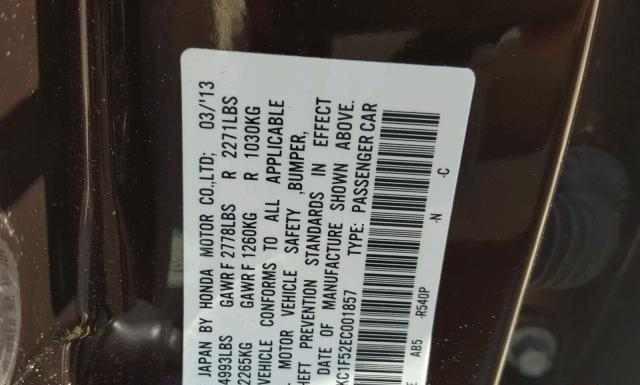 JAPAN BY HONDA MOTOR CO.,LTD; 03/'13
4993LBS GAWR F 2778LBS R 2271LBS
2265KG GAWR F 1260KG R 1030KG
VEHICLE CONFORMS TO ALL APPLICABLE
MOTOR VEHICLE SAFETY ,BUMPER,
THEFT PREVENTION STANDARDS IN EFFECT
DATE OF MANUFACTURE SHOWN ABOVE.
KC1F52EC001857 TYPE: PASSENGER CAR
AB5 -R540P -N -C